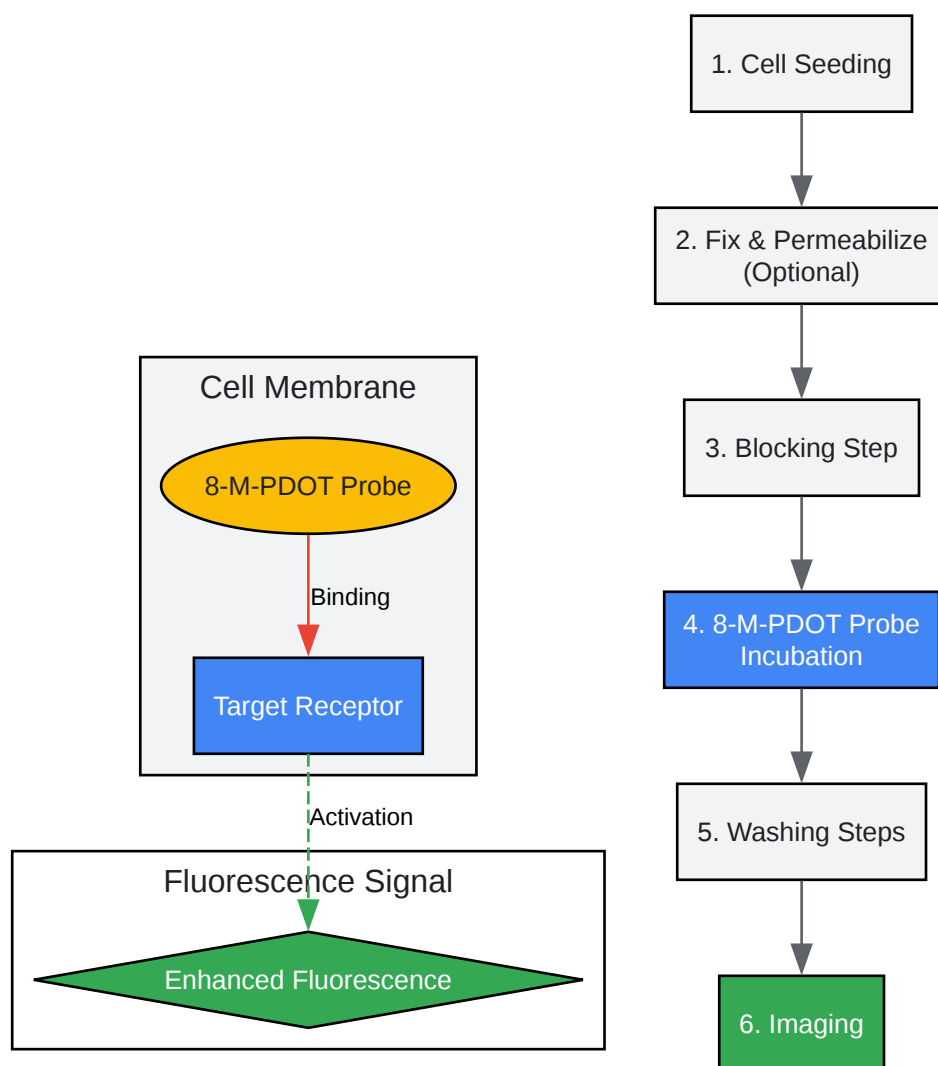 Cell Membrane
8-M-PDOT Probe
Binding
Target Receptor
Activation
Fluorescence Signal
Enhanced Fluorescence
1. Cell Seeding
2. Fix & Permeabilize
(Optional)
3. Blocking Step
4. 8-M-PDOT Probe
Incubation
5. Washing Steps
6. Imaging